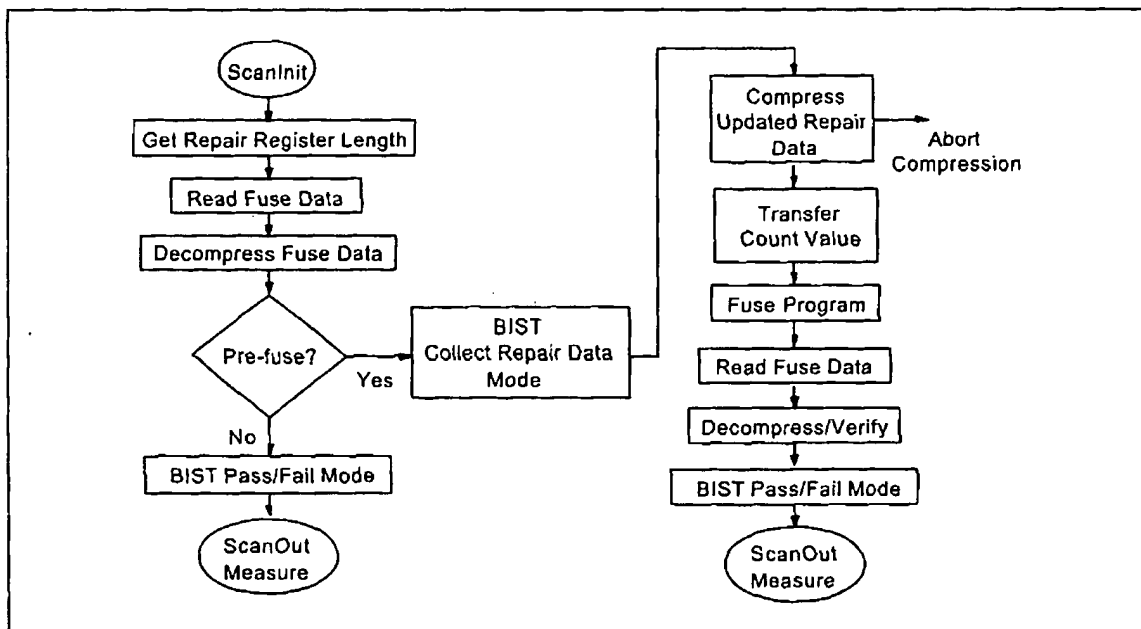 ScanInit
Get Repair Register Length
Read Fuse Data
Decompress Fuse Data
Pre-fuse?
Yes
No
BIST Pass/Fail Mode
ScanOut
Measure
BIST
Collect Repair Data
Mode
Compress
Updated Repair
Data
Abort
Compression
Transfer
Count Value
Fuse Program
Read Fuse Data
Decompress/Verify
BIST Pass/Fail Mode
ScanOut
Measure